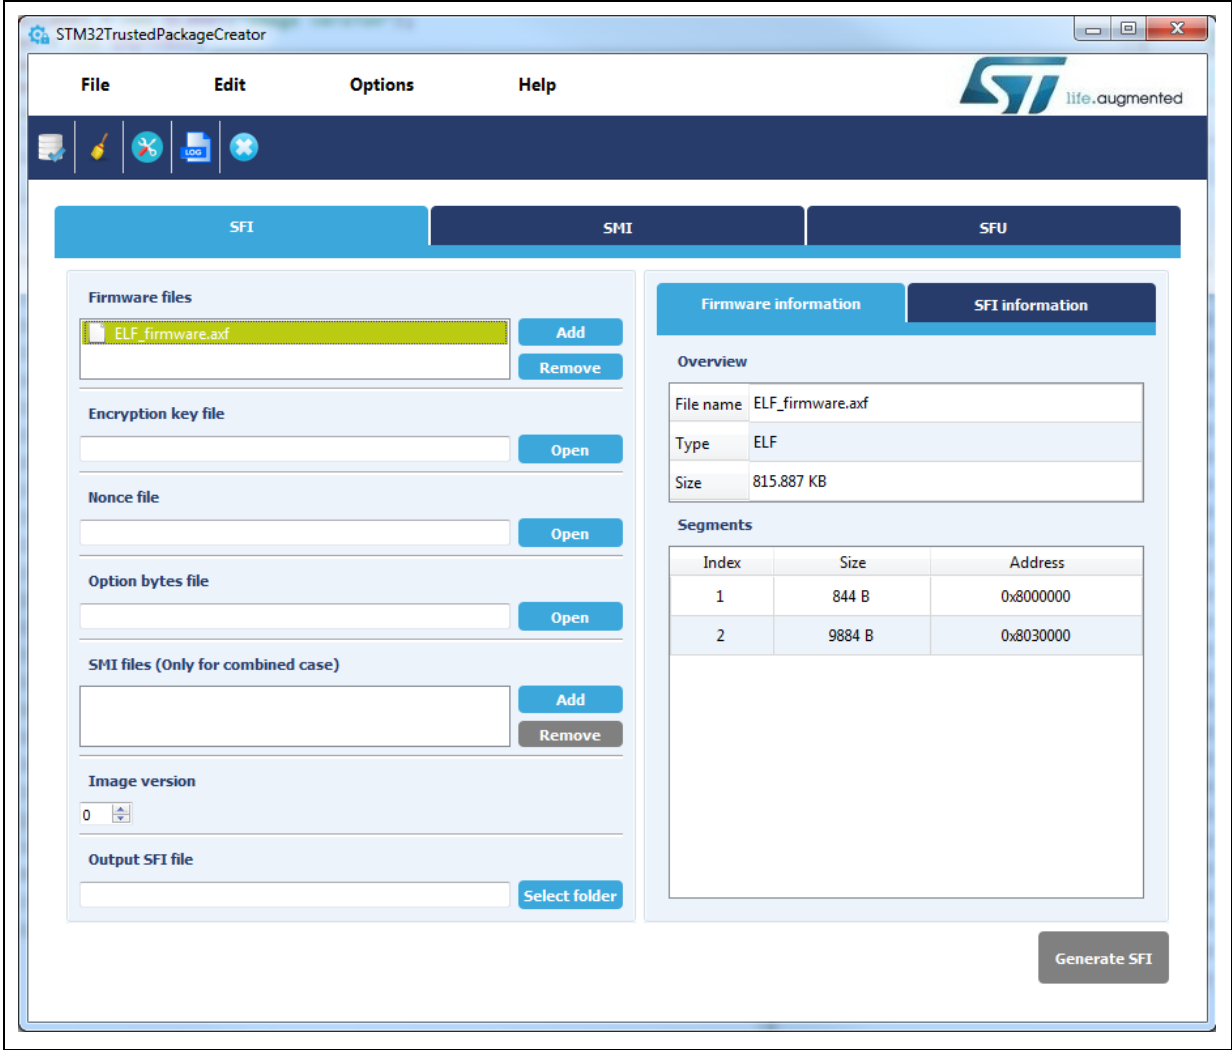 STM32TrustedPackageCreator
File Edit Options Help
ST life.augmented
LOG
SFI SMI SFU
Firmware files
ELF_firmware.axf
Add
Remove
Encryption key file
Open
Nonce file
Open
Option bytes file
Open
SMI files (Only for combined case)
Add
Remove
Image version
0
Output SFI file
Select folder
Firmware information SFI information
Overview
File name ELF_firmware.axf
Type ELF
Size 815.887 KB
Segments
Index Size Address
1 844 B 0x8000000
2 9884 B 0x8030000
Generate SFI